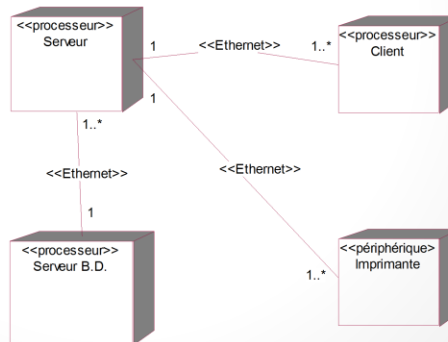 <<processeur>>
Serveur
1
<<Ethernet>>
1..*
<<processeur>>
Client
1
1..*
<<Ethernet>>
<<Ethernet>>
1
<<processeur>>
Serveur B.D.
<<périphérique>
Imprimante
1..*